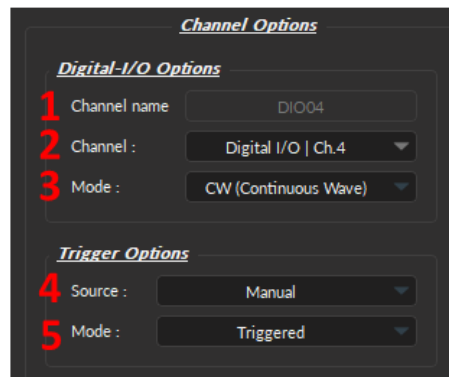 Channel Options
Digital-I/O Options
1 Channel name DIO04
2 Channel : Digital I/O | Ch.4
3 Mode : CW (Continuous Wave)
Trigger Options
4 Source : Manual
5 Mode : Triggered